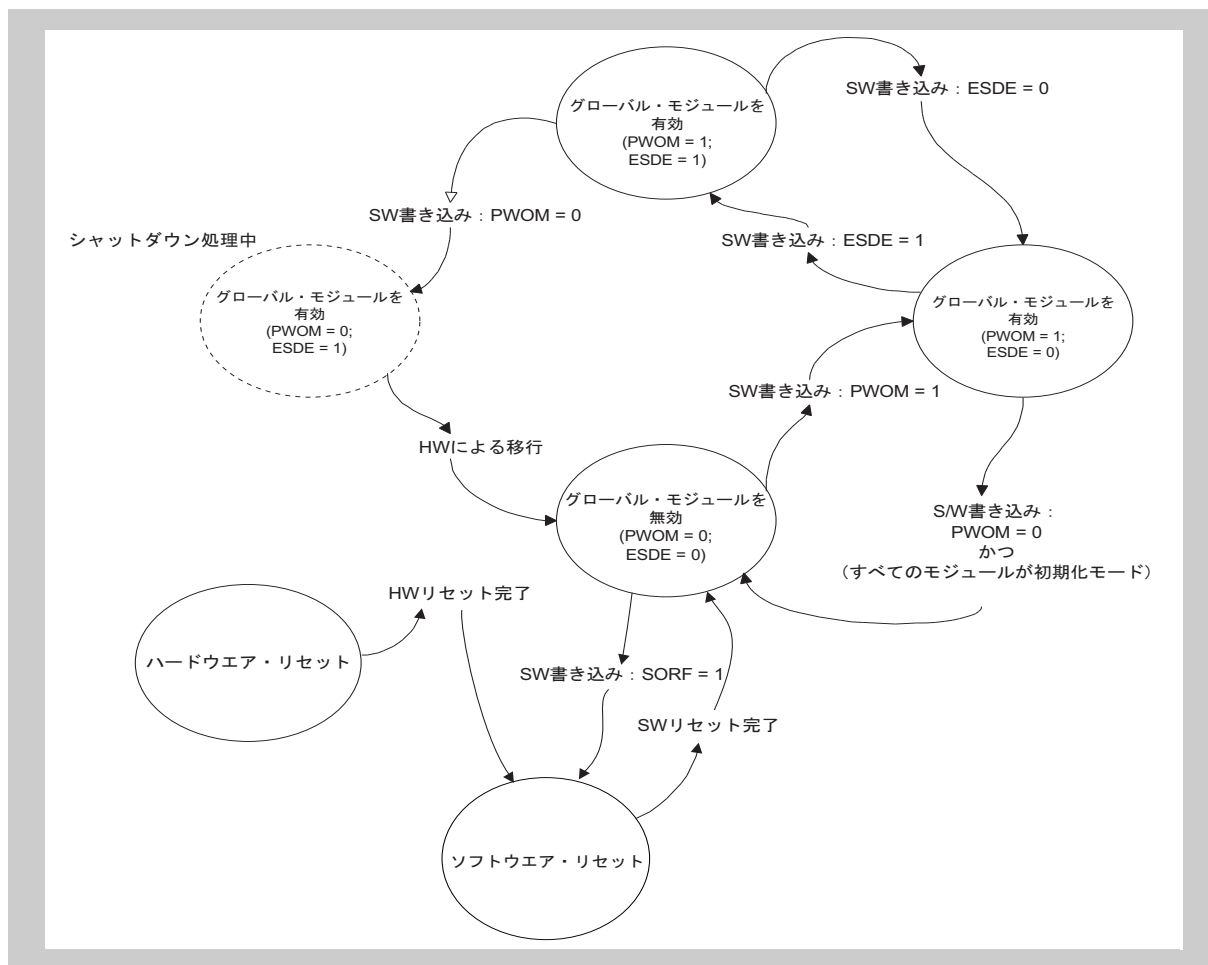 グローバル・モジュールを
有効
(PWOM = 1;
ESDE = 1)
SW書き込み：ESDE = 0
SW書き込み：PWOM = 0
シャットダウン処理中
SW書き込み：ESDE = 1
グローバル・モジュールを
有効
(PWOM = 0;
ESDE = 1)
グローバル・モジュールを
有効
(PWOM = 1;
ESDE = 0)
SW書き込み：PWOM = 1
HWによる移行
グローバル・モジュールを
無効
(PWOM = 0;
ESDE = 0)
S/W書き込み：
PWOM = 0
かつ
（すべてのモジュールが初期化モード）
HWリセット完了
ハードウエア・リセット
SW書き込み：SORF = 1
SWリセット完了
ソフトウエア・リセット